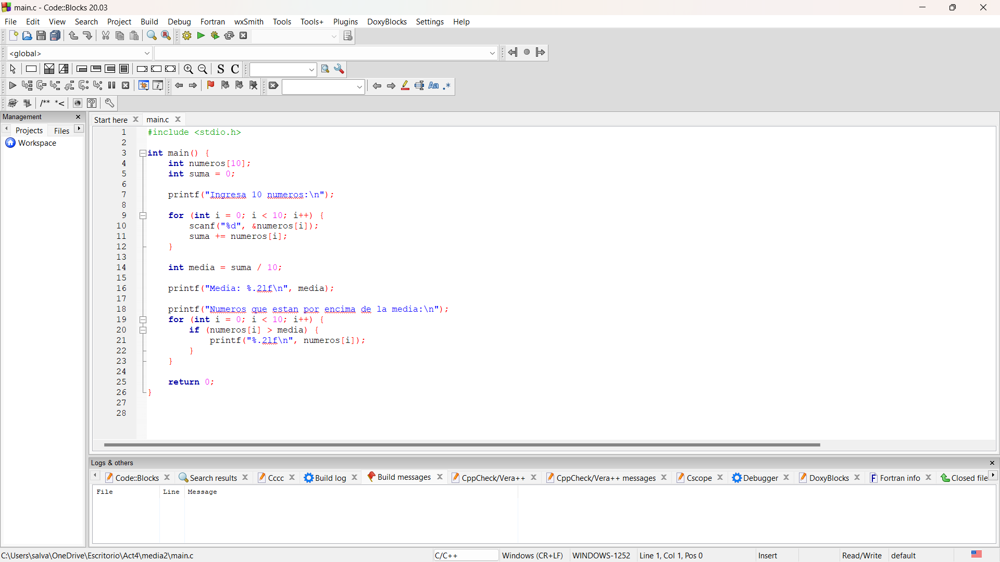 main.c - Code::Blocks 20.03
File Edit View Search Project Build Debug Fortran wxSmith Tools Tools+ Plugins DoxyBlocks Settings Help
<global>
S C
Aa .*
/** *<
Management
Projects Files
Workspace
Start here main.c
1 #include <stdio.h>
2
3 int main() {
4 int numeros[10];
5 int suma = 0;
6
7 printf("Ingresa 10 numeros:\n");
8
9 for (int i = 0; i < 10; i++) {
10 scanf("%d", &numeros[i]);
11 suma += numeros[i];
12 }
13
14 int media = suma / 10;
15
16 printf("Media: %.2lf\n", media);
17
18 printf("Numeros que estan por encima de la media:\n");
19 for (int i = 0; i < 10; i++) {
20 if (numeros[i] > media) {
21 printf("%.2lf\n", numeros[i]);
22 }
23 }
24
25 return 0;
26 }
27
28
Logs & others
Code::Blocks Search results Cccc Build log Build messages CppCheck/Vera++ CppCheck/Vera++ messages Cscope Debugger DoxyBlocks Fortran info Closed file
File Line Message
C:\Users\salva\OneDrive\Escritorio\Act4\media2\main.c C/C++ Windows (CR+LF) WINDOWS-1252 Line 1, Col 1, Pos 0 Insert Read/Write default